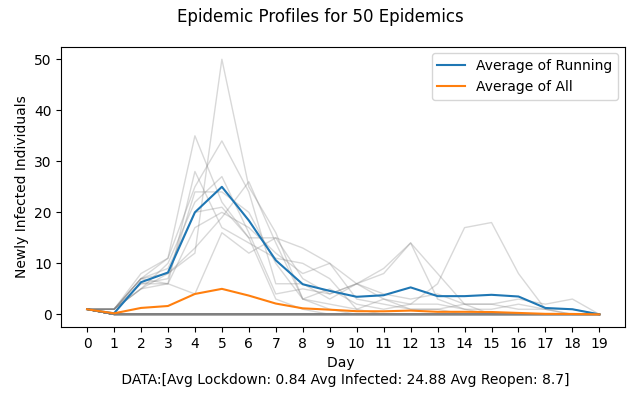 Epidemic Profiles for 50 Epidemics
Newly Infected Individuals
50
40
30
20
10
0
Average of Running
Average of All
0 1 2 3 4 5 6 7 8 9 10 11 12 13 14 15 16 17 18 19
Day
DATA:[Avg Lockdown: 0.84 Avg Infected: 24.88 Avg Reopen: 8.7]